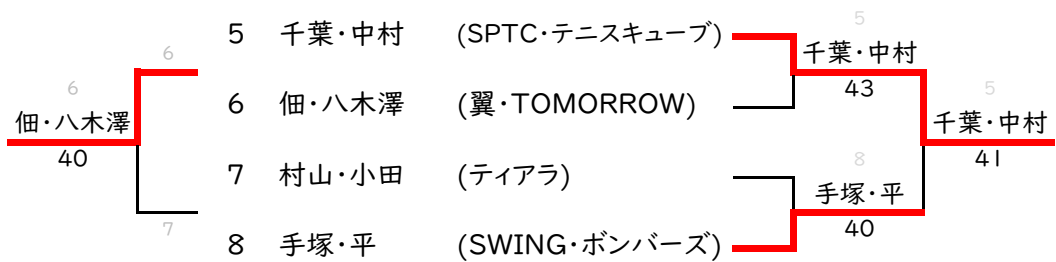 5 千葉・中村 (SPTC・テニスキューブ)
6 佃・八木澤 (翼・TOMORROW)
7 村山・小田 (ティアラ)
8 手塚・平 (SWING・ボンバーズ)
6
7
6
佃・八木澤
40
5
千葉・中村
43
8
手塚・平
40
5
千葉・中村
41